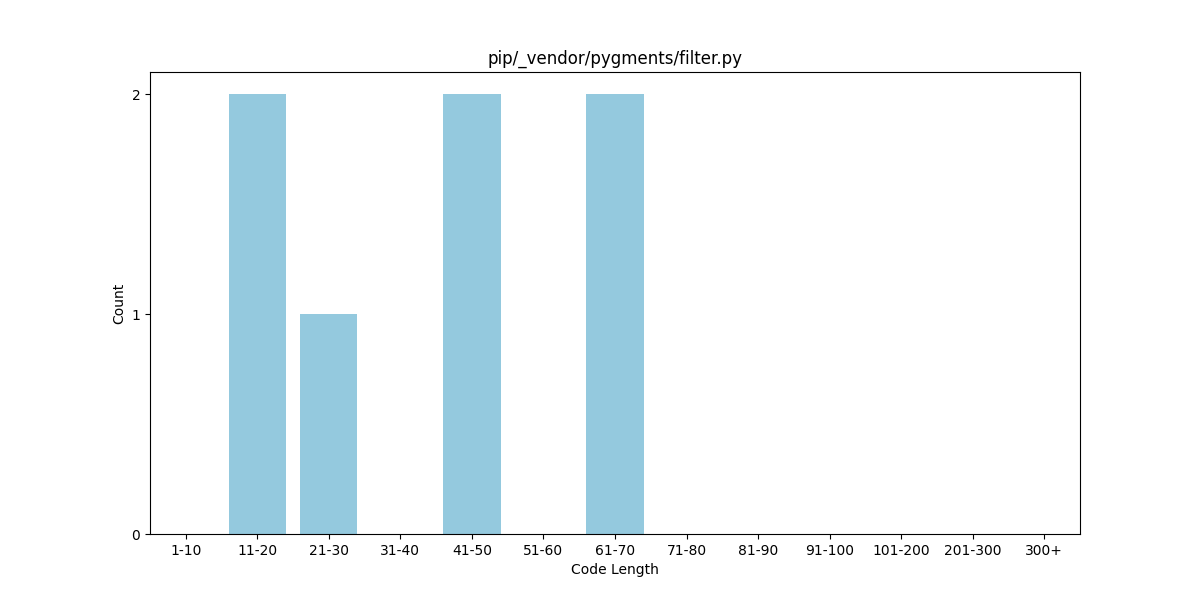 pip/_vendor/pygments/filter.py
2
1
0
Count
1-10 11-20 21-30 31-40 41-50 51-60 61-70 71-80 81-90 91-100 101-200 201-300 300+
Code Length